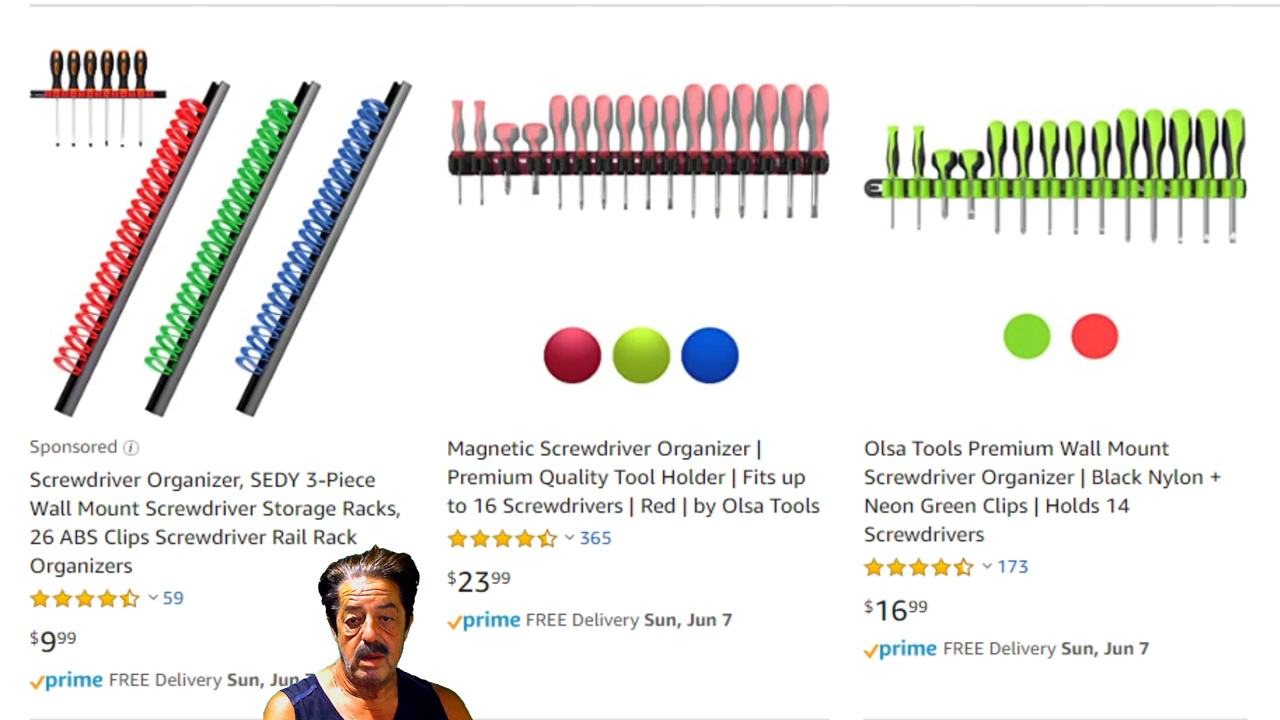 Sponsored
Screwdriver Organizer, SEDY 3-Piece
Wall Mount Screwdriver Storage Racks,
26 ABS Clips Screwdriver Rail Rack
Organizers
59
$9.99
prime FREE Delivery Sun, Jun
Magnetic Screwdriver Organizer |
Premium Quality Tool Holder | Fits up
to 16 Screwdrivers | Red | by Olsa Tools
365
$23.99
prime FREE Delivery Sun, Jun 7
Olsa Tools Premium Wall Mount
Screwdriver Organizer | Black Nylon +
Neon Green Clips | Holds 14
Screwdrivers
173
$16.99
prime FREE Delivery Sun, Jun 7